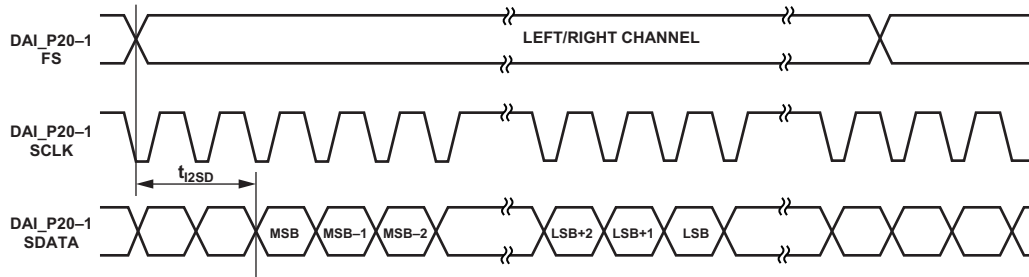 DAI_P20–1
FS
LEFT/RIGHT CHANNEL
DAI_P20–1
SCLK
tI2SD
DAI_P20–1
SDATA
MSB
MSB–1
MSB–2
LSB+2
LSB+1
LSB